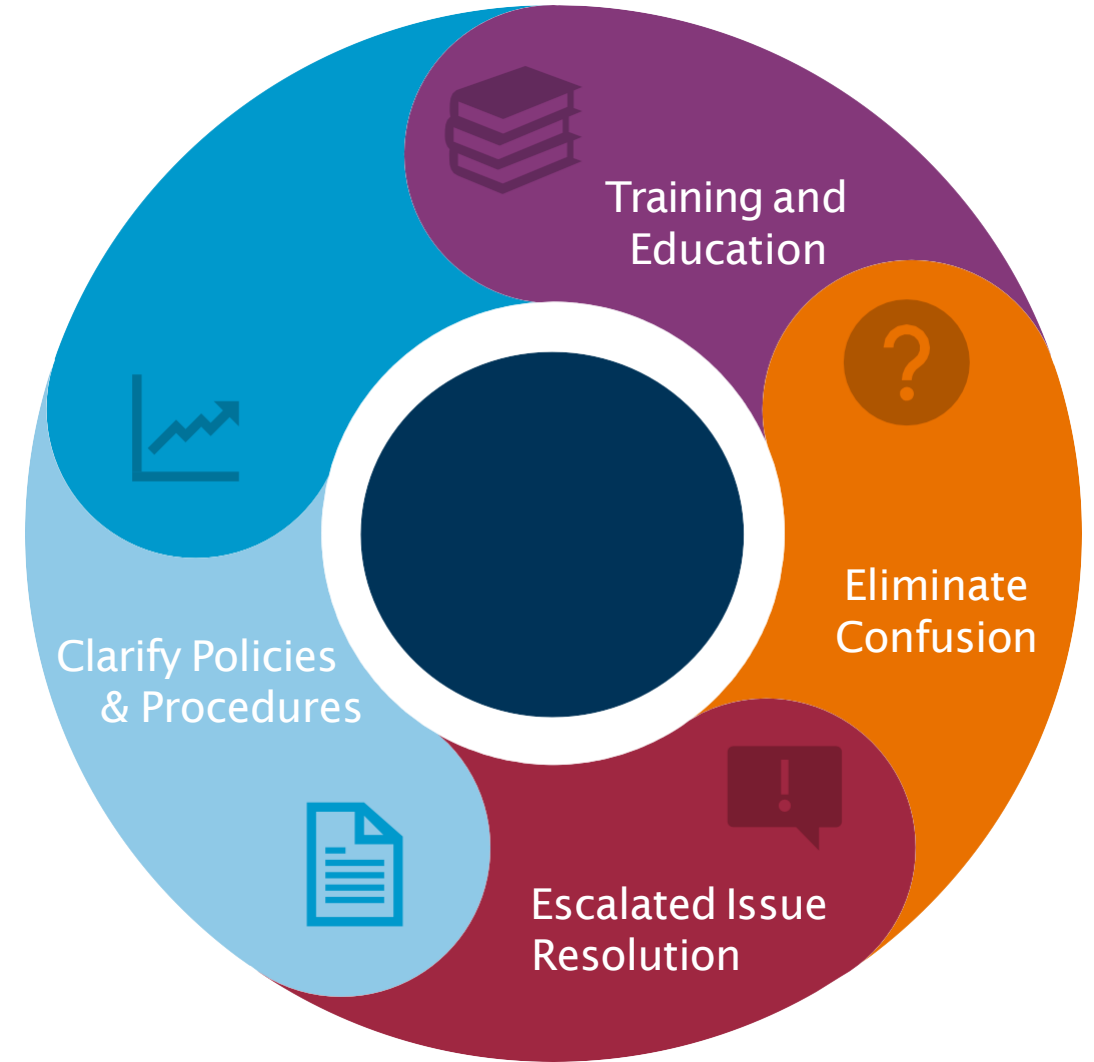 Training and
Education
Eliminate
Confusion
Escalated Issue
Resolution
Clarify Policies
& Procedures